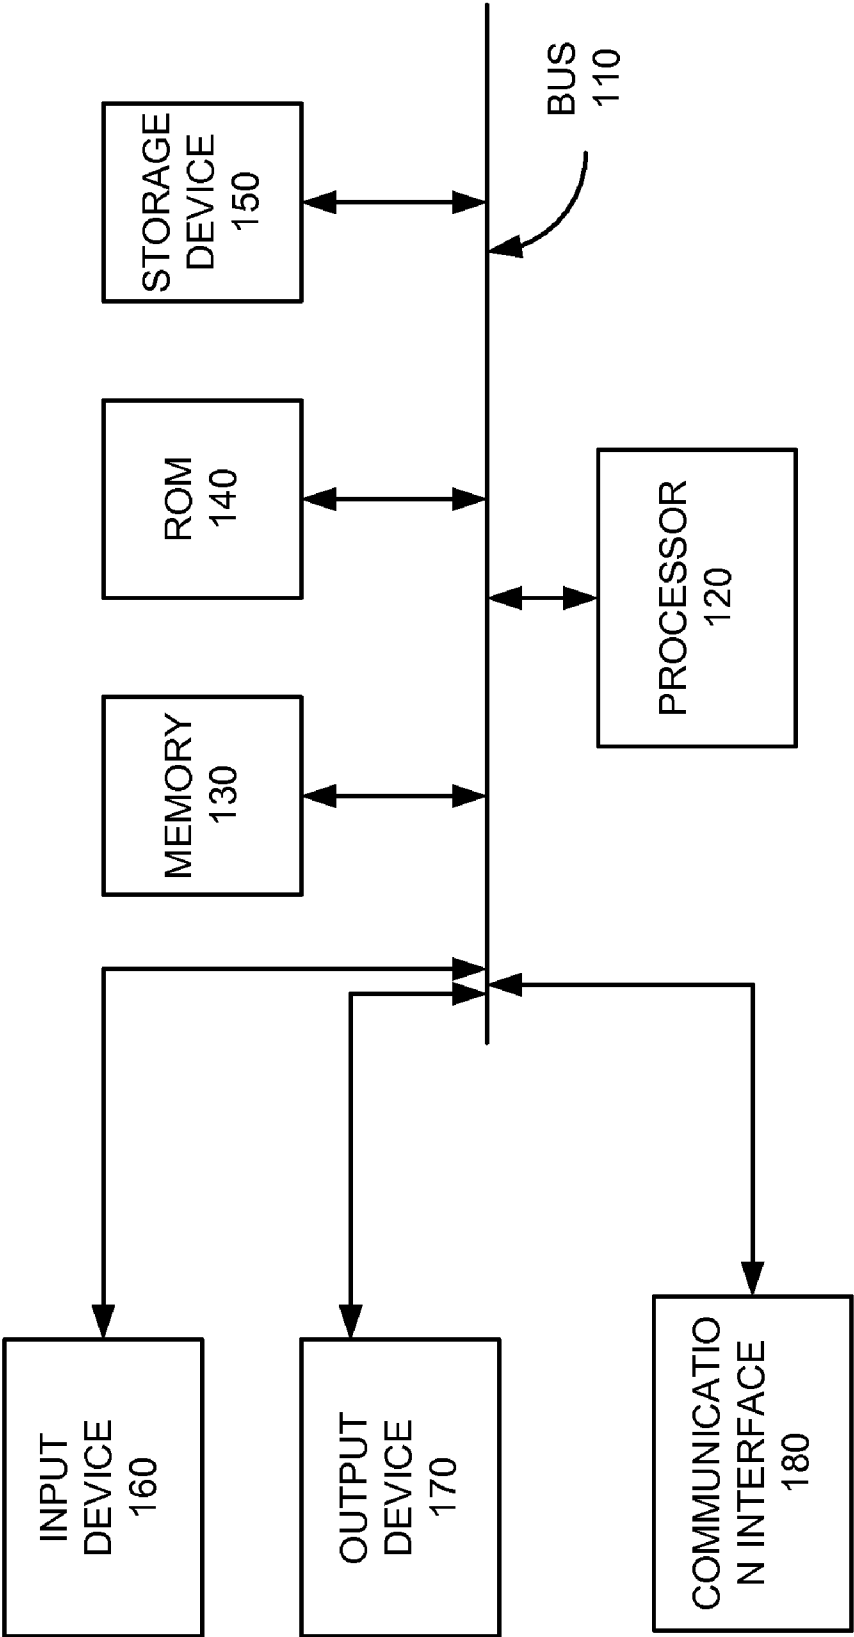 INPUT
DEVICE
160
OUTPUT
DEVICE
170
COMMUNICATIO
N INTERFACE
180
MEMORY
130
ROM
140
STORAGE
DEVICE
150
PROCESSOR
120
BUS
110